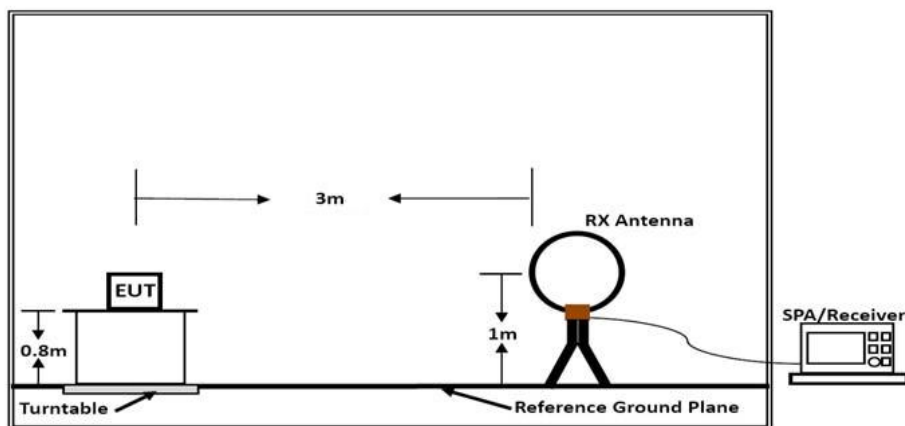 3m
RX Antenna
EUT
SPA/Receiver
0.8m
1m
Turntable
Reference Ground Plane